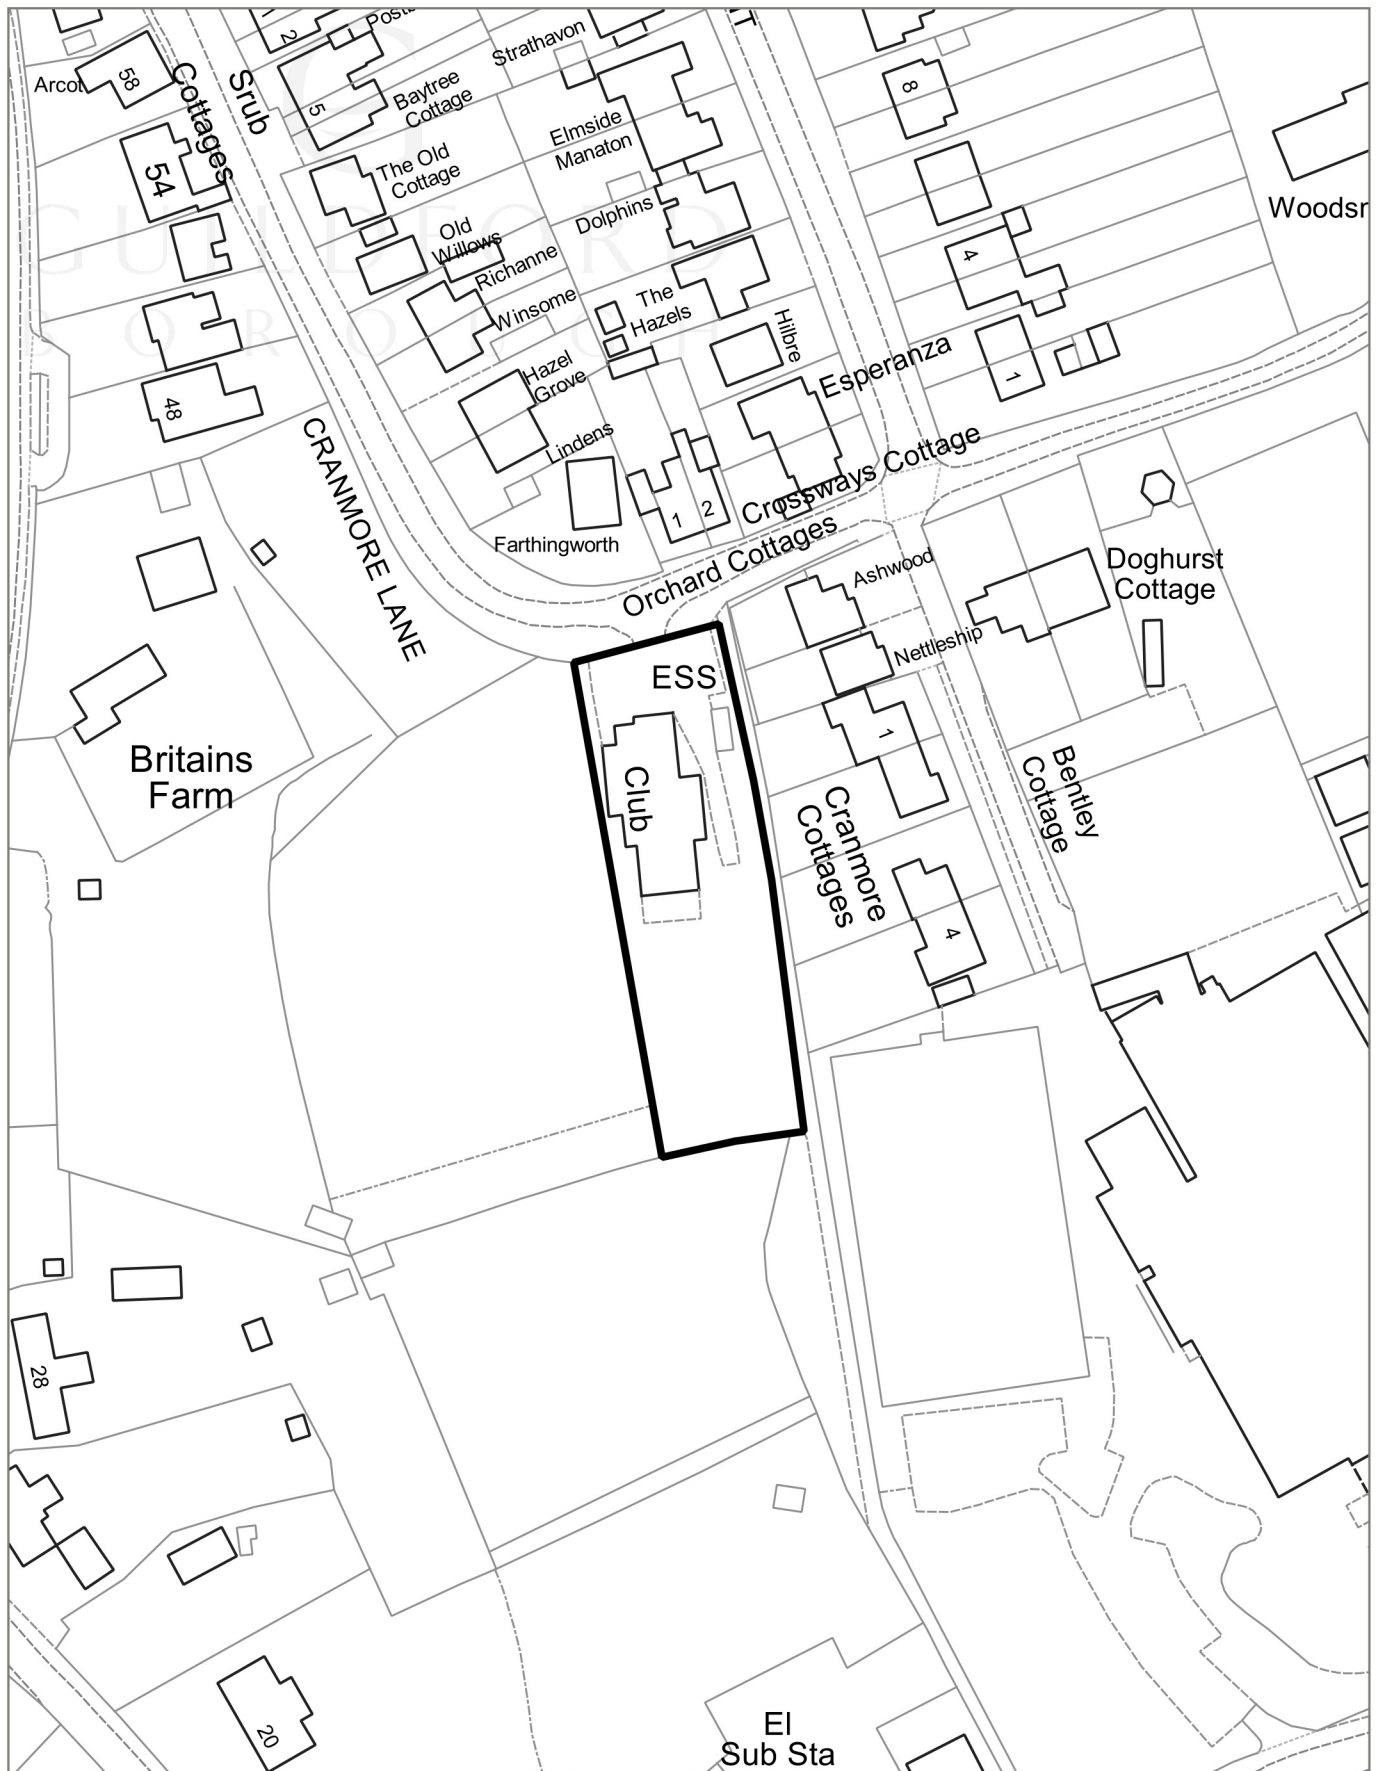 2
Postb
Strathavon
Arcot
58
Cottages
Srub
5
Baytree
Cottage
8
Elmside
Manaton
54
The Old
Cottage
Woodsr
GUILDFORD
BOROUGH
Dolphins
Old
Willows
4
Richanne
The
Hazels
Winsome
Hilbre
Esperanza
1
Hazel
Grove
48
Lindens
Crossways Cottage
CRANMORE LANE
1
2
Farthingworth
Orchard Cottages
Ashwood
Doghurst
Cottage
Nettleship
ESS
1
Britains
Farm
Club
Bentley
Cottage
Cranmore
Cottages
4
28
20
El
Sub Sta